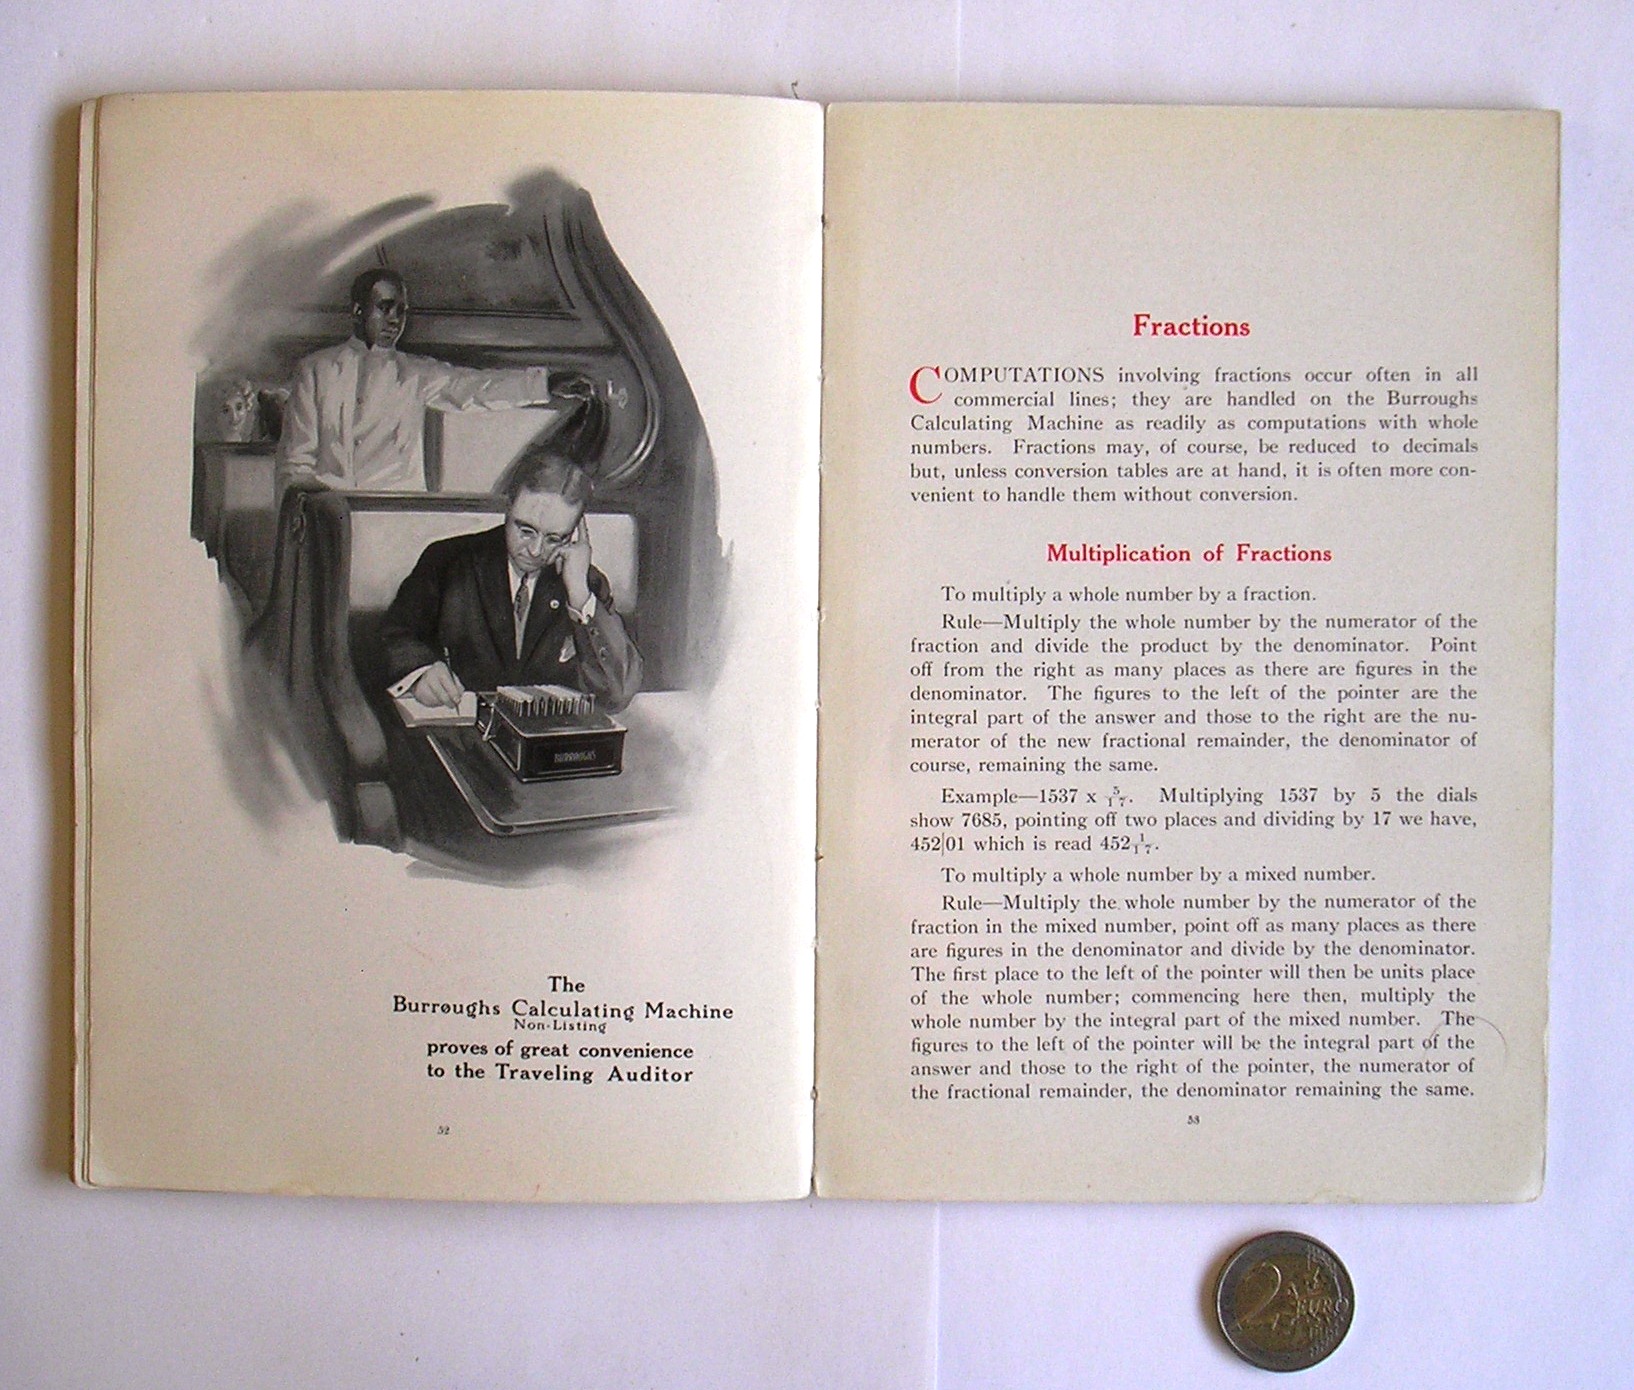 BURROUGHS
The
Burroughs Calculating Machine
Non-Listing
proves of great convenience
to the Traveling Auditor
52
Fractions
COMPUTATIONS involving fractions occur often in all
commercial lines; they are handled on the Burroughs
Calculating Machine as readily as computations with whole
numbers. Fractions may, of course, be reduced to decimals
but, unless conversion tables are at hand, it is often more con-
venient to handle them without conversion.
Multiplication of Fractions
To multiply a whole number by a fraction.
Rule—Multiply the whole number by the numerator of the
fraction and divide the product by the denominator. Point
off from the right as many places as there are figures in the
denominator. The figures to the left of the pointer are the
integral part of the answer and those to the right are the nu-
merator of the new fractional remainder, the denominator of
course, remaining the same.
Example—1537 x 5/17. Multiplying 1537 by 5 the dials
show 7685, pointing off two places and dividing by 17 we have,
452|01 which is read 452 1/17.
To multiply a whole number by a mixed number.
Rule—Multiply the whole number by the numerator of the
fraction in the mixed number, point off as many places as there
are figures in the denominator and divide by the denominator.
The first place to the left of the pointer will then be units place
of the whole number; commencing here then, multiply the
whole number by the integral part of the mixed number. The
figures to the left of the pointer will be the integral part of the
answer and those to the right of the pointer, the numerator of
the fractional remainder, the denominator remaining the same.
53
2 EURO